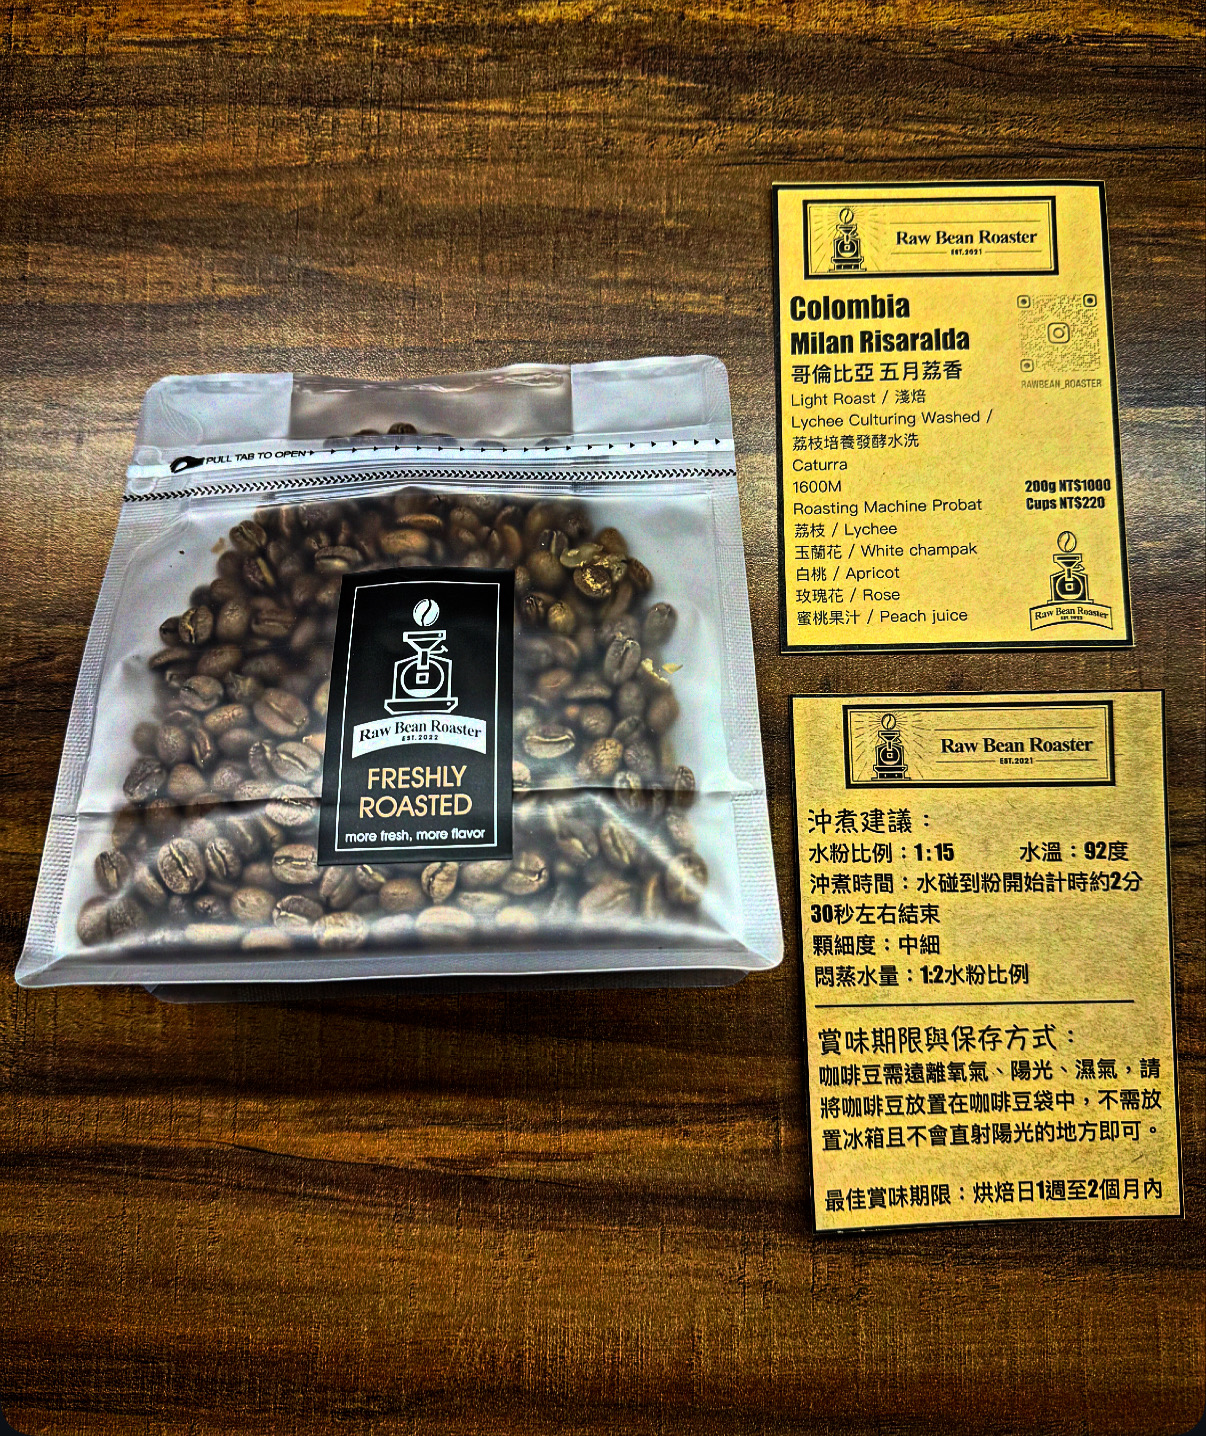 PULL TAB TO OPEN
Raw Bean Roaster
EST.2022
FRESHLY
ROASTED
more fresh, more flavor
Raw Bean Roaster
EST.2021
Colombia
Milan Risaralda
哥倫比亞 五月荔香
RAWBEAN_ROASTER
Light Roast / 淺焙
Lychee Culturing Washed /
荔枝培養發酵水洗
Caturra
1600M
200g NT$1000
Roasting Machine Probat
Cups NT$220
荔枝 / Lychee
玉蘭花 / White champak
白桃 / Apricot
玫瑰花 / Rose
蜜桃果汁 / Peach juice
Raw Bean Roaster
Raw Bean Roaster
EST.2021
沖煮建議：
水粉比例：1:15 水溫：92度
沖煮時間：水碰到粉開始計時約2分
30秒左右結束
顆細度：中細
悶蒸水量：1:2水粉比例
賞味期限與保存方式：
咖啡豆需遠離氧氣、陽光、濕氣，請
將咖啡豆放置在咖啡豆袋中，不需放
置冰箱且不會直射陽光的地方即可。
最佳賞味期限：烘焙日1週至2個月內